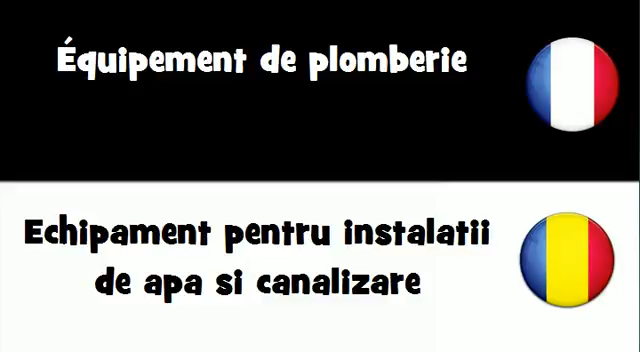 Équipement de plomberie
Echipament pentru instalatii
de apa si canalizare